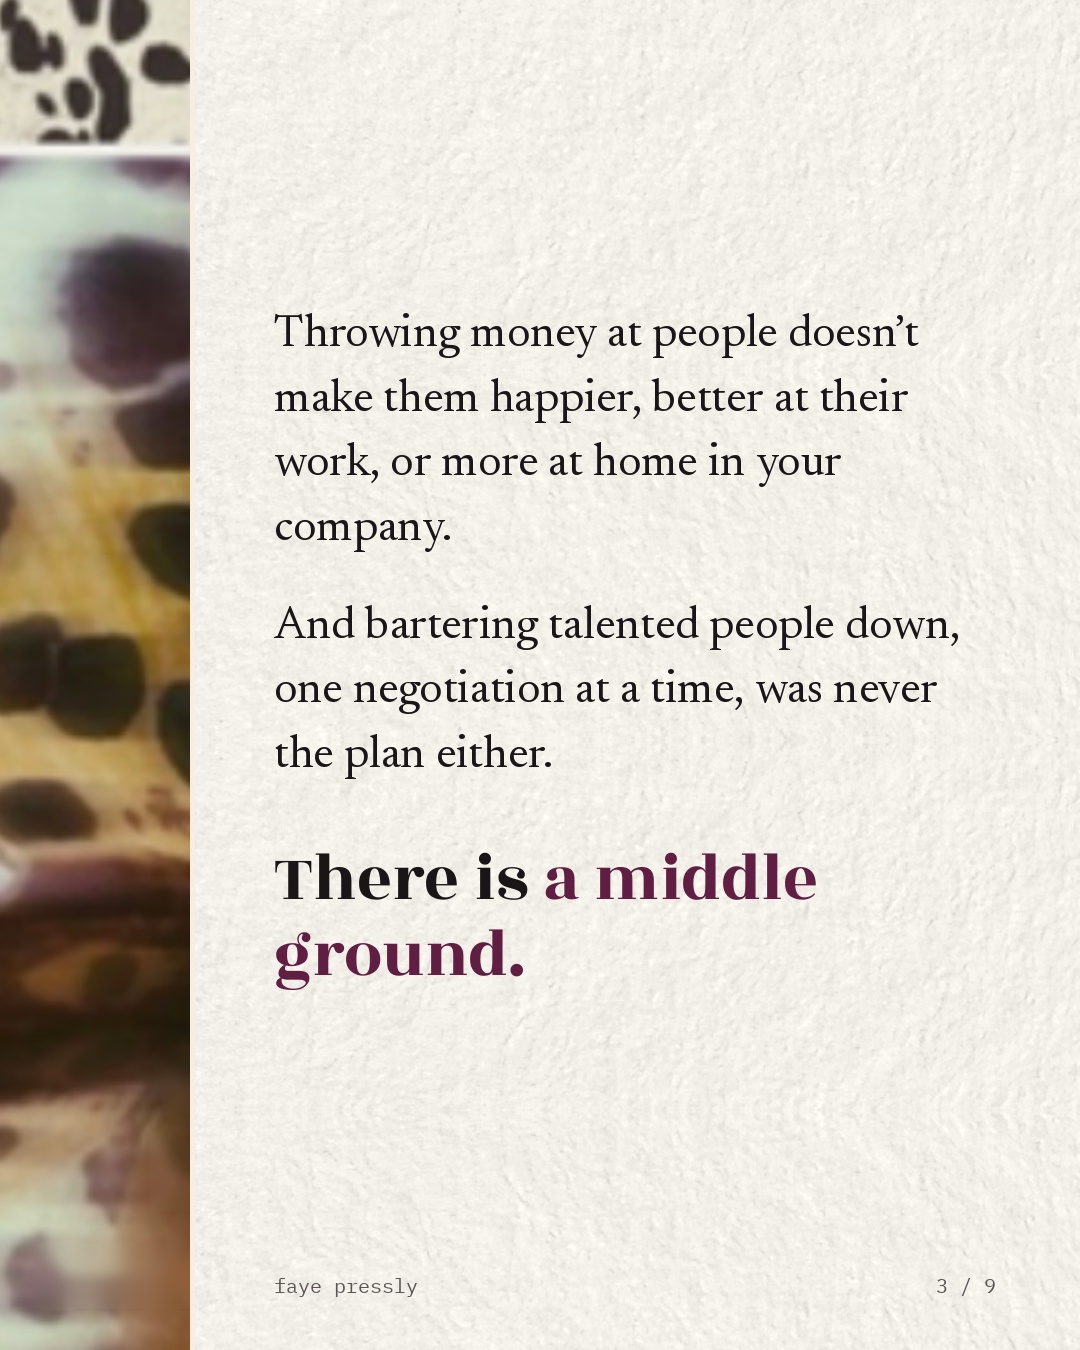 Throwing money at people doesn’t
make them happier, better at their
work, or more at home in your
company.
And bartering talented people down,
one negotiation at a time, was never
the plan either.
There is a middle
ground.
faye pressly
3 / 9